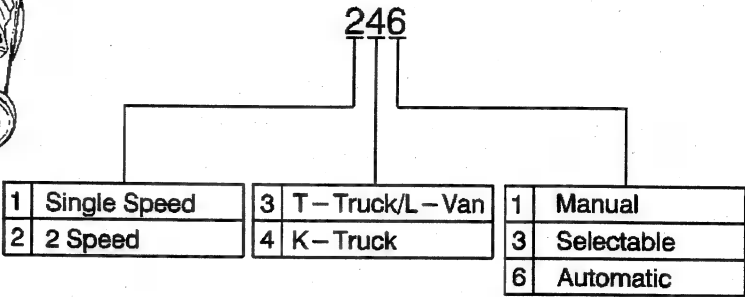 246
1 Single Speed
2 2 Speed
3 T–Truck/L–Van
4 K–Truck
1 Manual
3 Selectable
6 Automatic